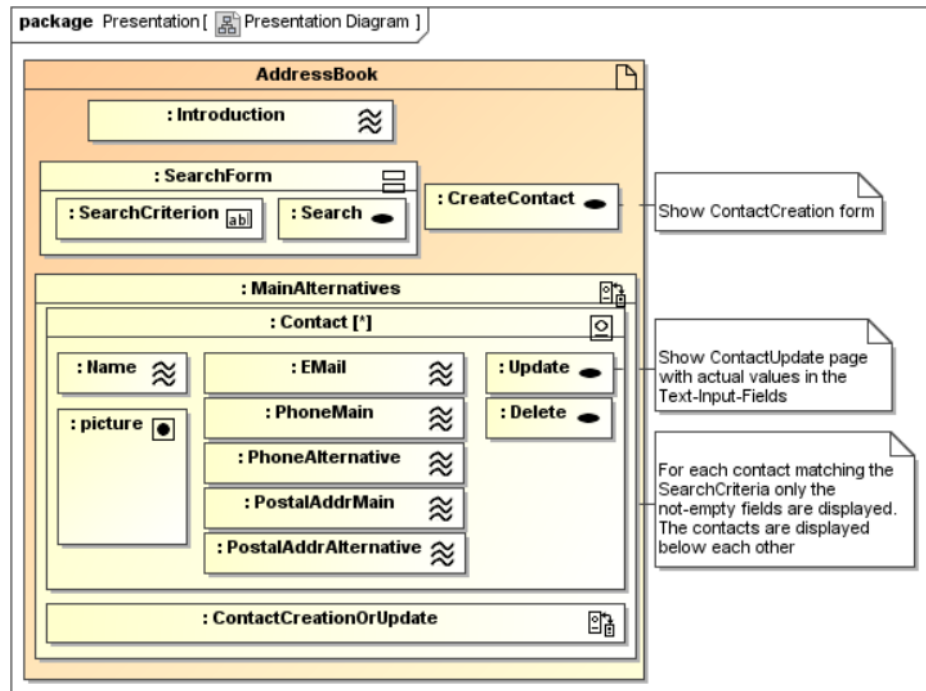 package Presentation [ Presentation Diagram ]
AddressBook
: Introduction
: SearchForm
: SearchCriterion ab|
: Search
: CreateContact
Show ContactCreation form
: MainAlternatives
: Contact [*]
: Name
: EMail
: Update
Show ContactUpdate page
with actual values in the
Text-Input-Fields
: picture
: PhoneMain
: Delete
: PhoneAlternative
: PostalAddrMain
: PostalAddrAlternative
For each contact matching the
SearchCriteria only the
not-empty fields are displayed.
The contacts are displayed
below each other
: ContactCreationOrUpdate